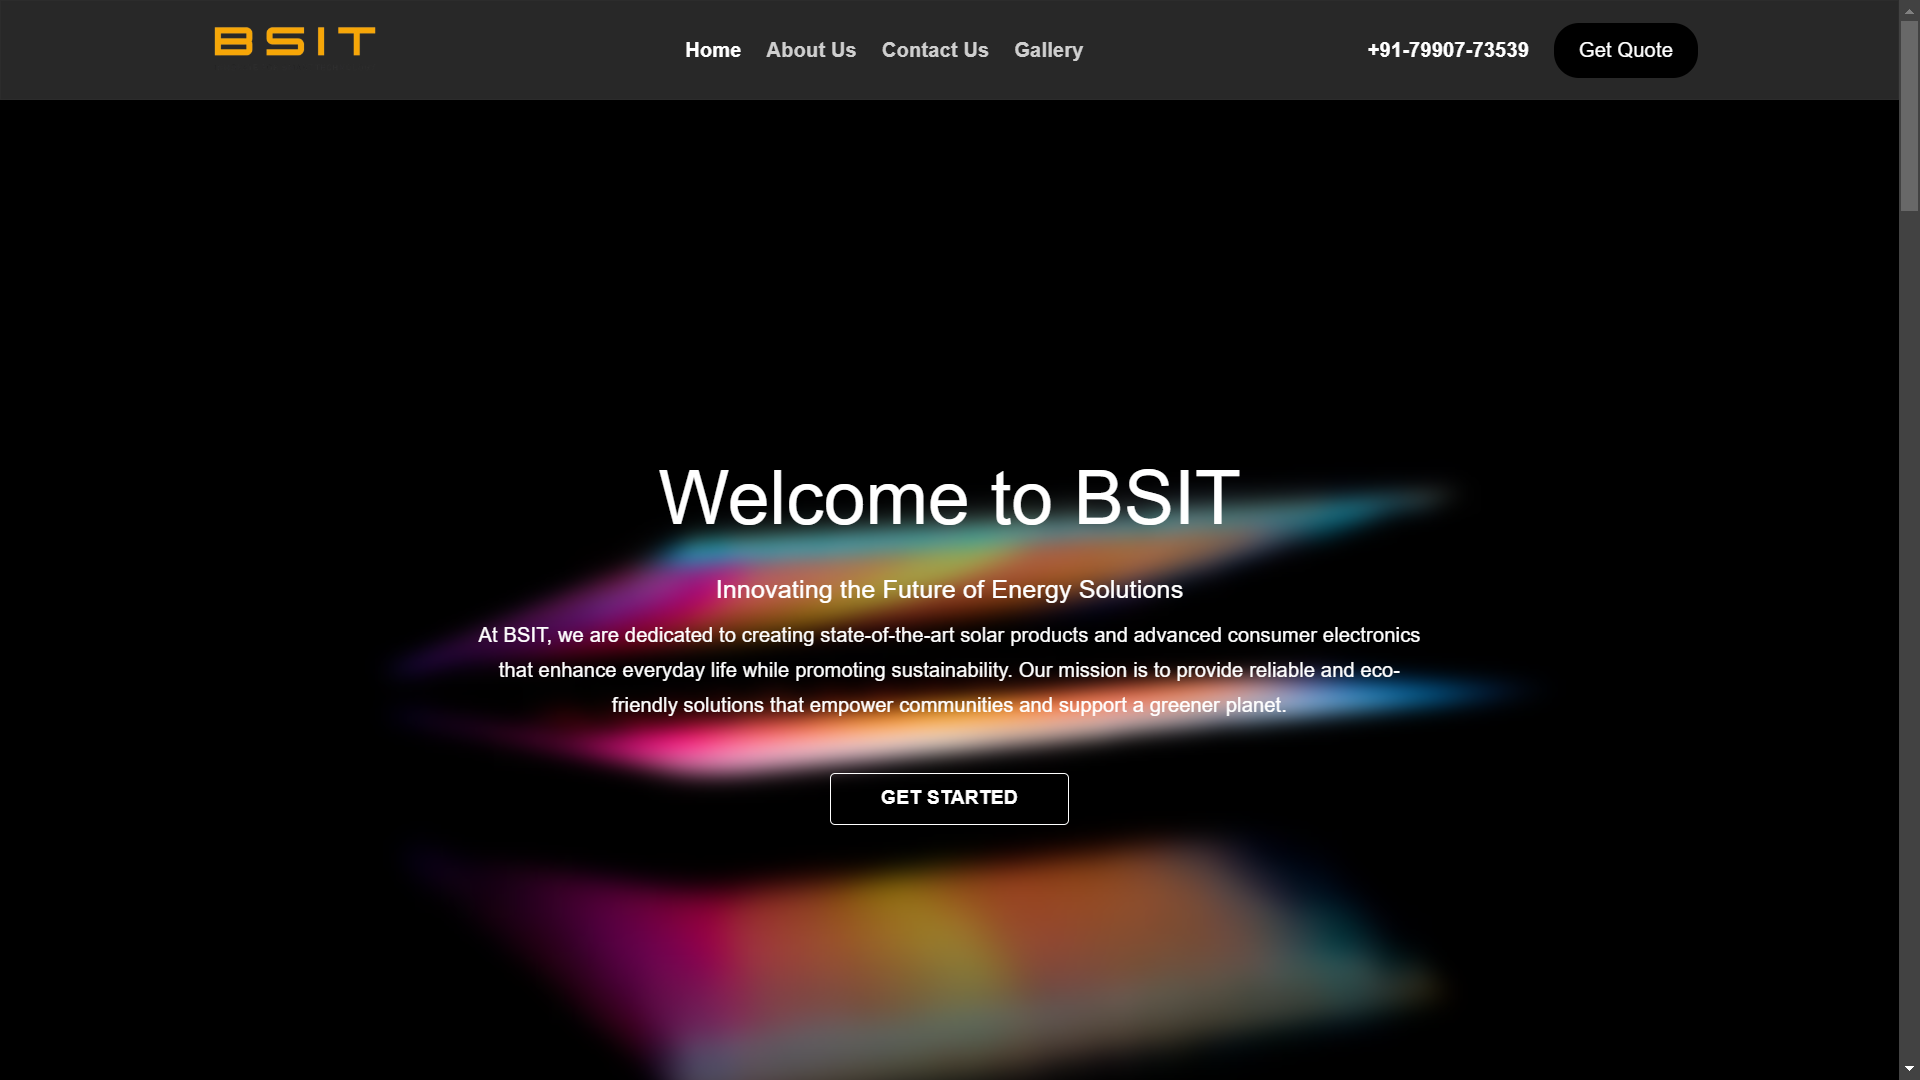 BSIT
Home
About Us
Contact Us
Gallery
+91-79907-73539
Get Quote
Welcome to BSIT
Innovating the Future of Energy Solutions
At BSIT, we are dedicated to creating state-of-the-art solar products and advanced consumer electronics
that enhance everyday life while promoting sustainability. Our mission is to provide reliable and eco-
friendly solutions that empower communities and support a greener planet.
GET STARTED